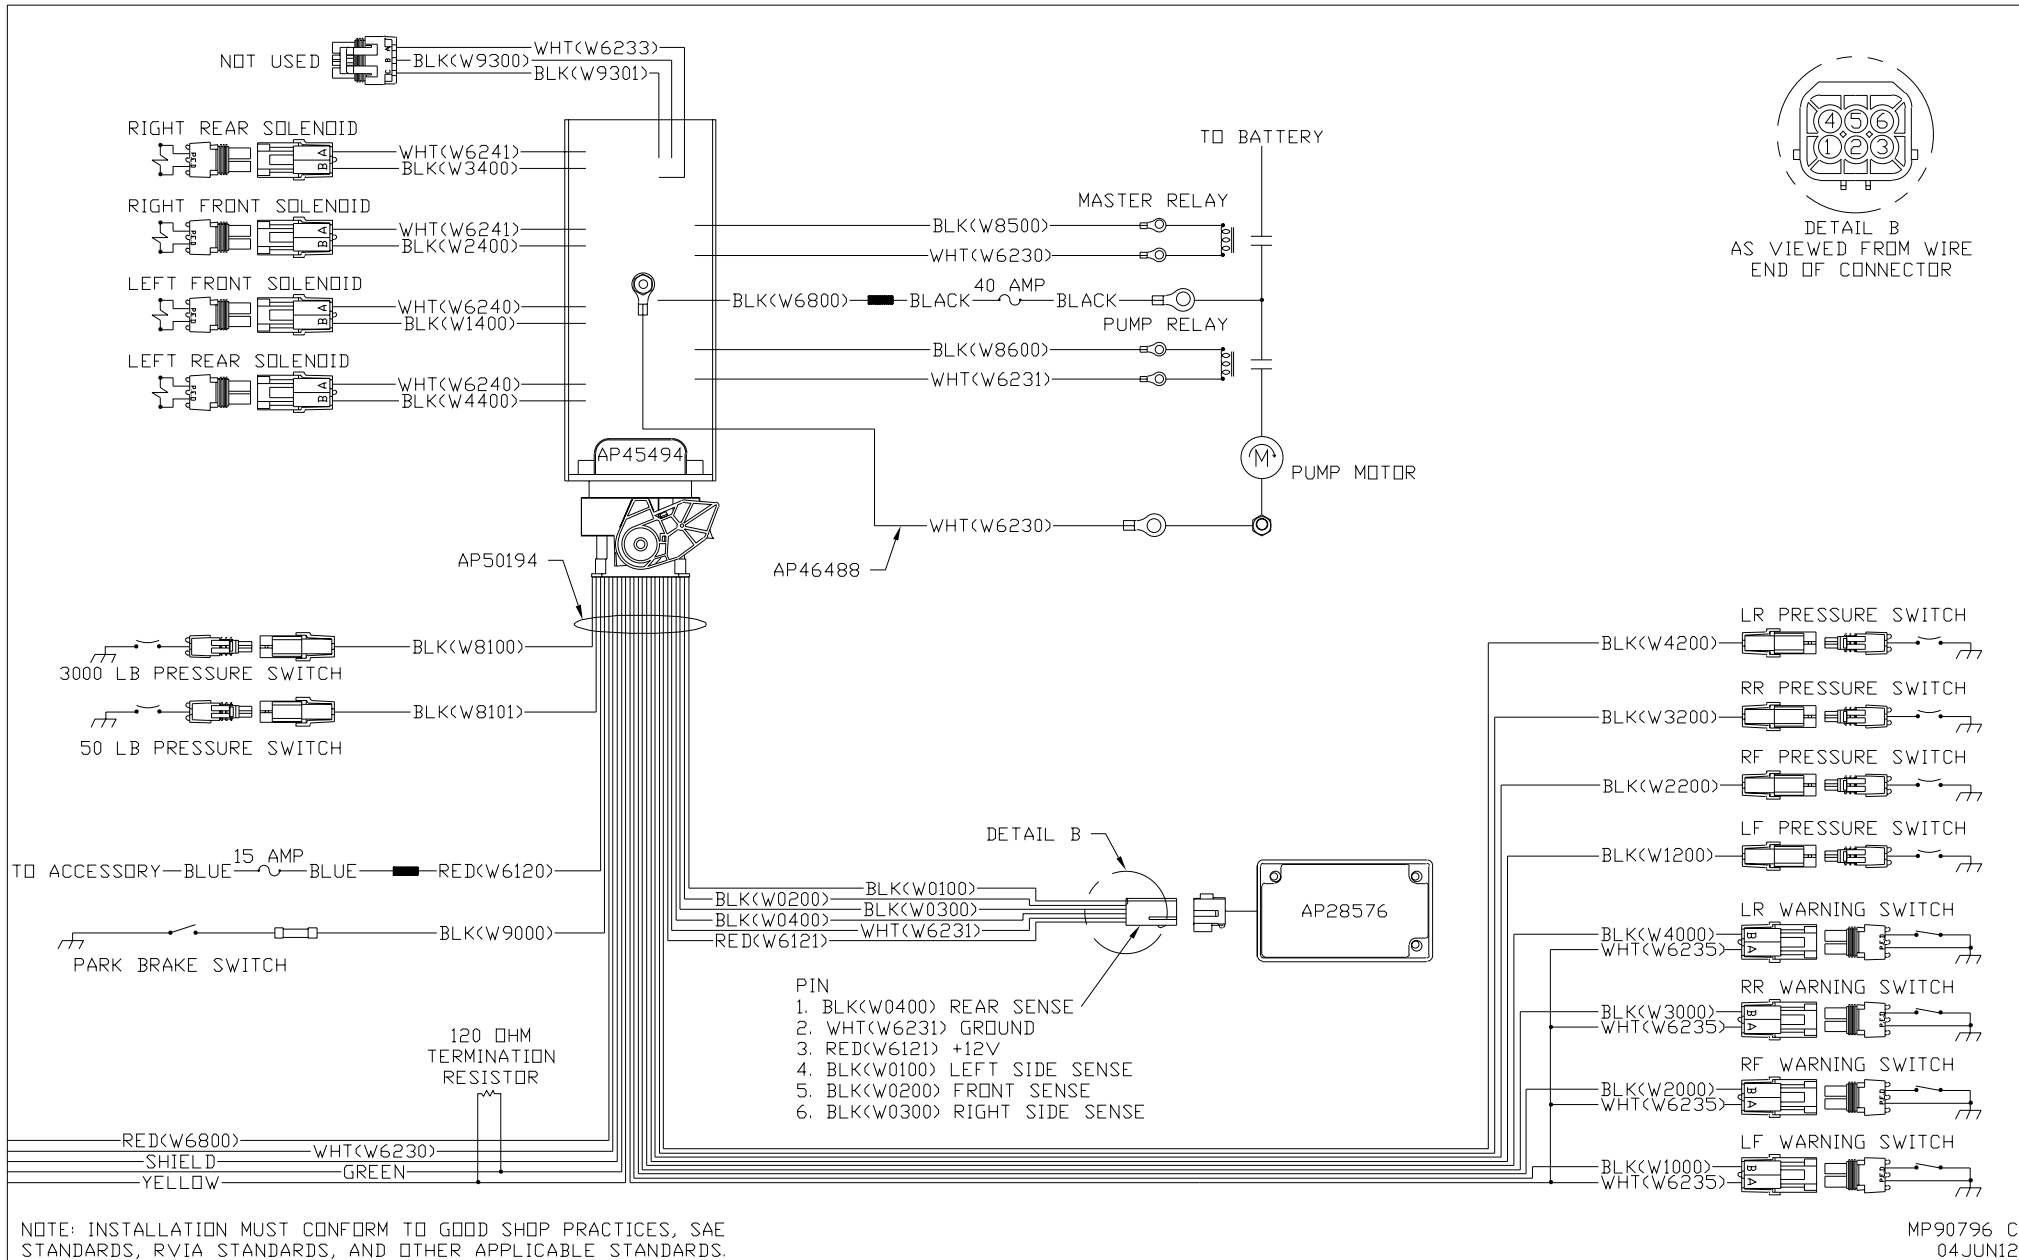 NOT USED
A
B
C
WHT(W6233)
BLK(W9300)
BLK(W9301)
RIGHT REAR SOLENOID
A
B
WHT(W6241)
BLK(W3400)
RIGHT FRONT SOLENOID
A
B
WHT(W6241)
BLK(W2400)
LEFT FRONT SOLENOID
A
B
WHT(W6240)
BLK(W1400)
LEFT REAR SOLENOID
A
B
WHT(W6240)
BLK(W4400)
TO BATTERY
MASTER RELAY
BLK(W8500)
WHT(W6230)
BLK(W6800)
BLACK
40 AMP
BLACK
PUMP RELAY
BLK(W8600)
WHT(W6231)
M
PUMP MOTOR
WHT(W6230)
AP46488
4 5 6
1 2 3
DETAIL B
AS VIEWED FROM WIRE
END OF CONNECTOR
AP45494
AP50194
BLK(W8100)
3000 LB PRESSURE SWITCH
BLK(W8101)
50 LB PRESSURE SWITCH
TO ACCESSORY
BLUE
15 AMP
BLUE
RED(W6120)
BLK(W9000)
PARK BRAKE SWITCH
120 OHM
TERMINATION
RESISTOR
RED(W6800)
WHT(W6230)
SHIELD
GREEN
YELLOW
DETAIL B
BLK(W0100)
BLK(W0200)
BLK(W0300)
BLK(W0400)
WHT(W6231)
RED(W6121)
AP28576
PIN
1. BLK(W0400) REAR SENSE
2. WHT(W6231) GROUND
3. RED(W6121) +12V
4. BLK(W0100) LEFT SIDE SENSE
5. BLK(W0200) FRONT SENSE
6. BLK(W0300) RIGHT SIDE SENSE
LR PRESSURE SWITCH
BLK(W4200)
RR PRESSURE SWITCH
BLK(W3200)
RF PRESSURE SWITCH
BLK(W2200)
LF PRESSURE SWITCH
BLK(W1200)
LR WARNING SWITCH
BLK(W4000)
WHT(W6235)
B
A
RR WARNING SWITCH
BLK(W3000)
WHT(W6235)
B
A
RF WARNING SWITCH
BLK(W2000)
WHT(W6235)
B
A
LF WARNING SWITCH
BLK(W1000)
WHT(W6235)
B
A
NOTE: INSTALLATION MUST CONFORM TO GOOD SHOP PRACTICES, SAE
STANDARDS, RVIA STANDARDS, AND OTHER APPLICABLE STANDARDS.
MP90796 C
04JUN12